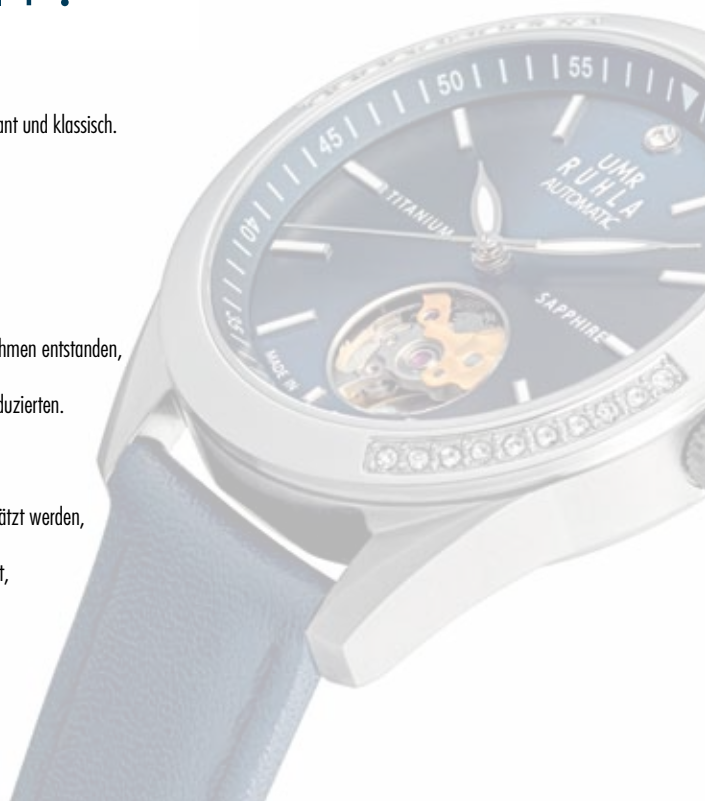 ant und klassisch.
hmen entstanden,
duzierten.
ätzt werden,
t,
50
55
45
40
35
UMR
RUHLA
AUTOMATIC
TITANIUM
SAPPHIRE
MADE IN